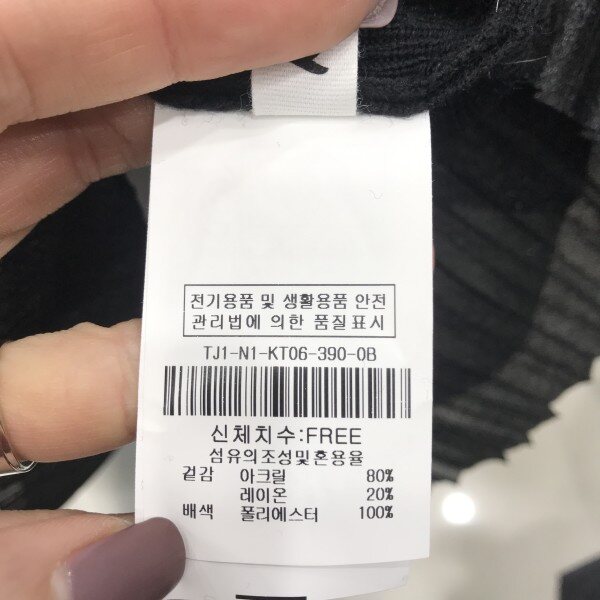 전기용품 및 생활용품 안전
관리법에 의한 품질표시
TJ1-N1-KT06-390-0B
신체치수:FREE
섬유의조성및혼용율
겉감 아크릴 80%
레이온 20%
배색 폴리에스터 100%